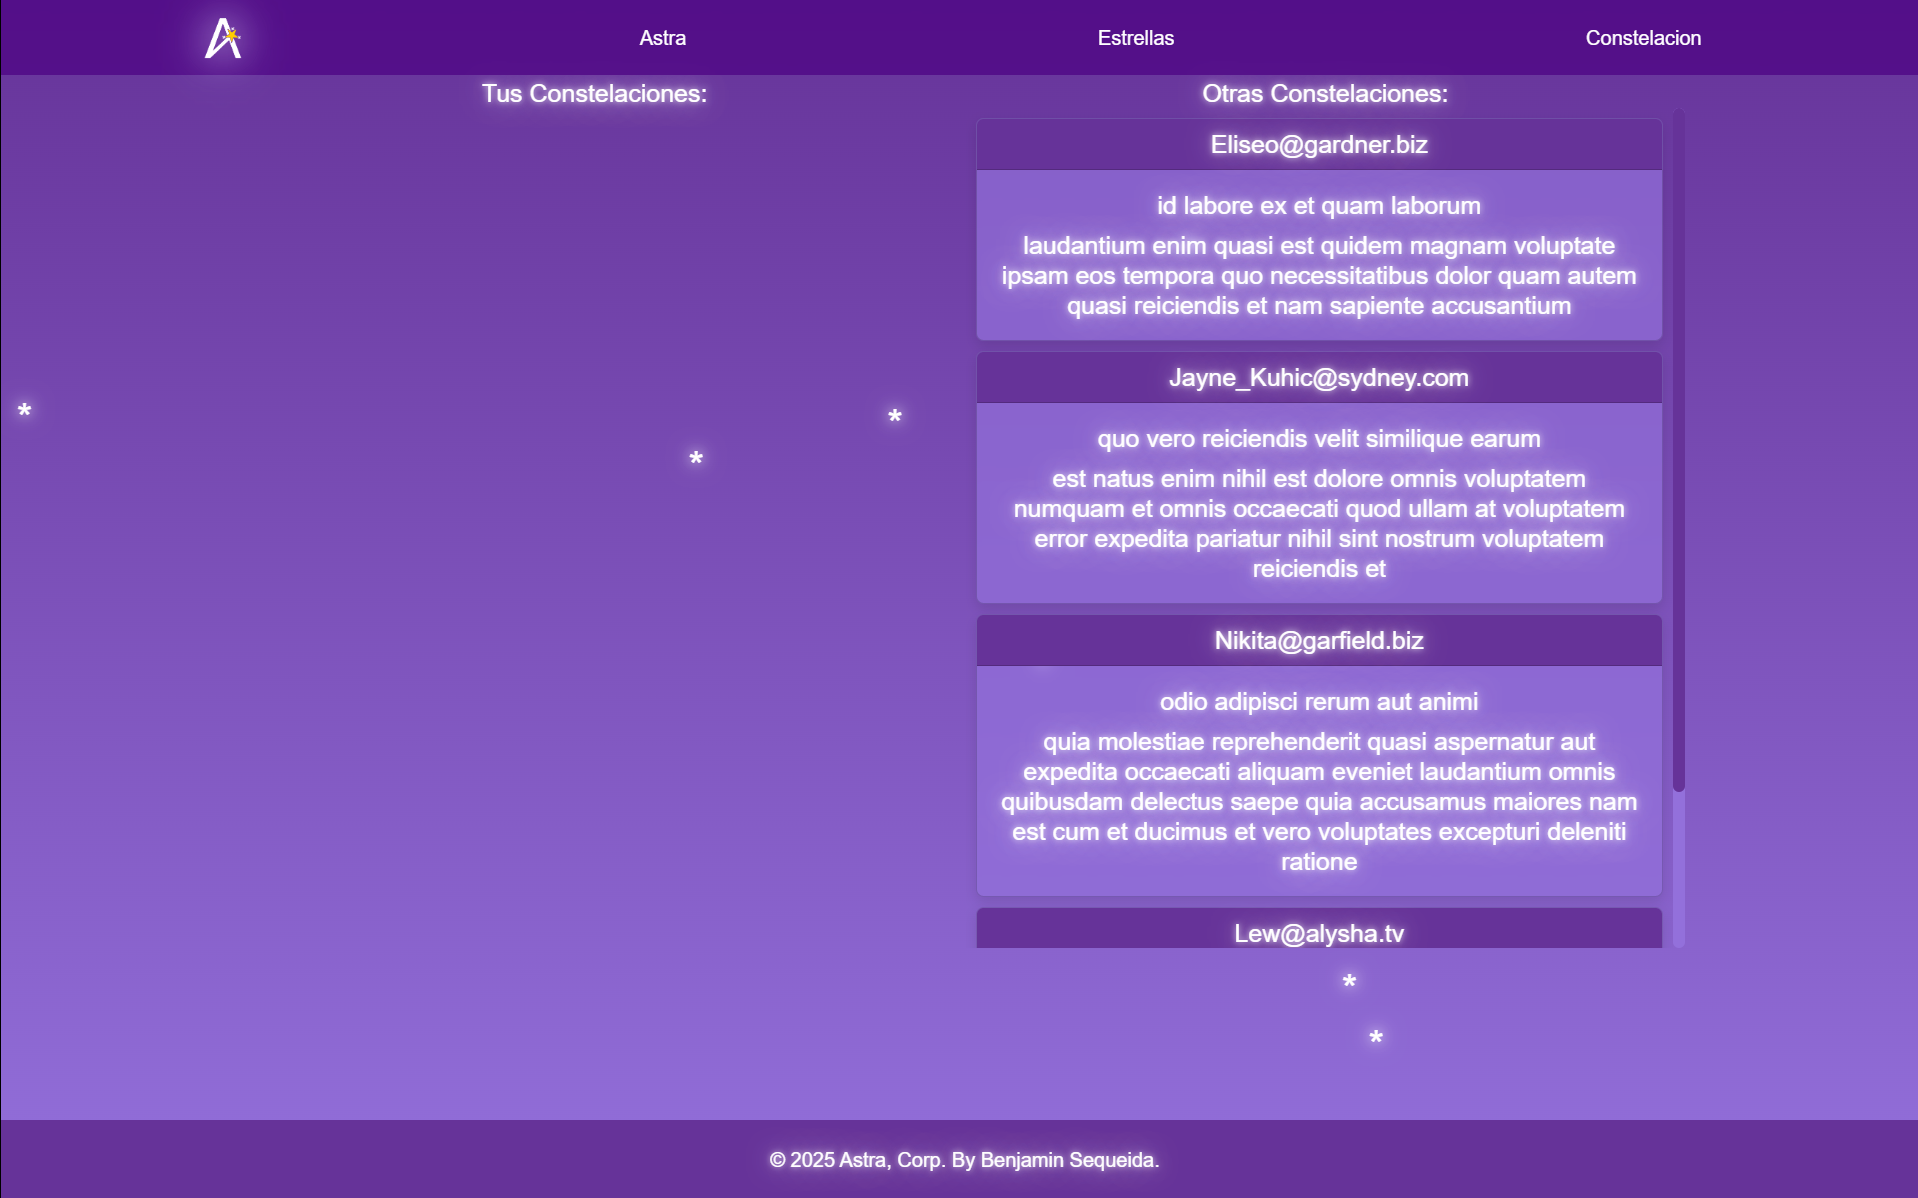 Astra
Estrellas
Constelacion
Tus Constelaciones:
Otras Constelaciones:
Eliseo@gardner.biz
id labore ex et quam laborum
laudantium enim quasi est quidem magnam voluptate
ipsam eos tempora quo necessitatibus dolor quam autem
quasi reiciendis et nam sapiente accusantium
Jayne_Kuhic@sydney.com
quo vero reiciendis velit similique earum
est natus enim nihil est dolore omnis voluptatem
numquam et omnis occaecati quod ullam at voluptatem
error expedita pariatur nihil sint nostrum voluptatem
reiciendis et
Nikita@garfield.biz
odio adipisci rerum aut animi
quia molestiae reprehenderit quasi aspernatur aut
expedita occaecati aliquam eveniet laudantium omnis
quibusdam delectus saepe quia accusamus maiores nam
est cum et ducimus et vero voluptates excepturi deleniti
ratione
Lew@alysha.tv
*
*
*
*
*
© 2025 Astra, Corp. By Benjamin Sequeida.